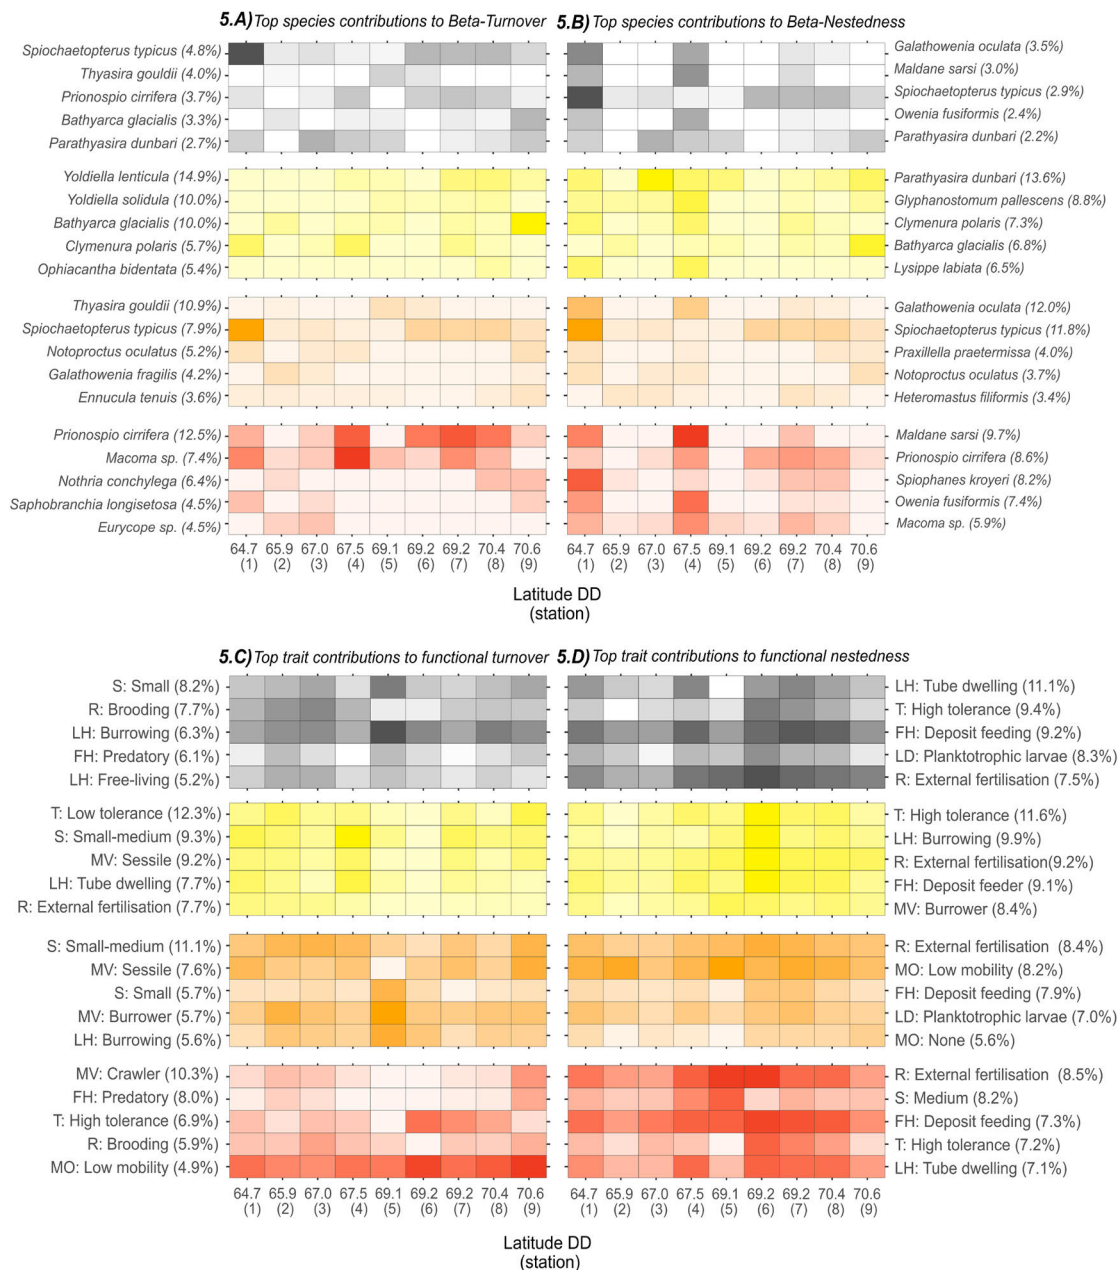 5.A) Top species contributions to Beta-Turnover
5.B) Top species contributions to Beta-Nestedness
Spiochaetopterus typicus (4.8%)
Thyasira gouldii (4.0%)
Prionospio cirrifera (3.7%)
Bathyarca glacialis (3.3%)
Parathyasira dunbari (2.7%)
Galathowenia oculata (3.5%)
Maldane sarsi (3.0%)
Spiochaetopterus typicus (2.9%)
Owenia fusiformis (2.4%)
Parathyasira dunbari (2.2%)
Yoldiella lenticula (14.9%)
Yoldiella solidula (10.0%)
Bathyarca glacialis (10.0%)
Clymenura polaris (5.7%)
Ophiacantha bidentata (5.4%)
Parathyasira dunbari (13.6%)
Glyphanostomum pallescens (8.8%)
Clymenura polaris (7.3%)
Bathyarca glacialis (6.8%)
Lysippe labiata (6.5%)
Thyasira gouldii (10.9%)
Spiochaetopterus typicus (7.9%)
Notoproctus oculatus (5.2%)
Galathowenia fragilis (4.2%)
Ennucula tenuis (3.6%)
Galathowenia oculata (12.0%)
Spiochaetopterus typicus (11.8%)
Praxillella praetermissa (4.0%)
Notoproctus oculatus (3.7%)
Heteromastus filiformis (3.4%)
Prionospio cirrifera (12.5%)
Macoma sp. (7.4%)
Nothria conchylega (6.4%)
Saphobranchia longisetosa (4.5%)
Eurycope sp. (4.5%)
Maldane sarsi (9.7%)
Prionospio cirrifera (8.6%)
Spiophanes kroyeri (8.2%)
Owenia fusiformis (7.4%)
Macoma sp. (5.9%)
64.7 65.9 67.0 67.5 69.1 69.2 69.2 70.4 70.6
(1) (2) (3) (4) (5) (6) (7) (8) (9)
64.7 65.9 67.0 67.5 69.1 69.2 69.2 70.4 70.6
(1) (2) (3) (4) (5) (6) (7) (8) (9)
Latitude DD
(station)
5.C) Top trait contributions to functional turnover
5.D) Top trait contributions to functional nestedness
S: Small (8.2%)
R: Brooding (7.7%)
LH: Burrowing (6.3%)
FH: Predatory (6.1%)
LH: Free-living (5.2%)
LH: Tube dwelling (11.1%)
T: High tolerance (9.4%)
FH: Deposit feeding (9.2%)
LD: Planktotrophic larvae (8.3%)
R: External fertilisation (7.5%)
T: Low tolerance (12.3%)
S: Small-medium (9.3%)
MV: Sessile (9.2%)
LH: Tube dwelling (7.7%)
R: External fertilisation (7.7%)
T: High tolerance (11.6%)
LH: Burrowing (9.9%)
R: External fertilisation(9.2%)
FH: Deposit feeder (9.1%)
MV: Burrower (8.4%)
S: Small-medium (11.1%)
MV: Sessile (7.6%)
S: Small (5.7%)
MV: Burrower (5.7%)
LH: Burrowing (5.6%)
R: External fertilisation (8.4%)
MO: Low mobility (8.2%)
FH: Deposit feeding (7.9%)
LD: Planktotrophic larvae (7.0%)
MO: None (5.6%)
MV: Crawler (10.3%)
FH: Predatory (8.0%)
T: High tolerance (6.9%)
R: Brooding (5.9%)
MO: Low mobility (4.9%)
R: External fertilisation (8.5%)
S: Medium (8.2%)
FH: Deposit feeding (7.3%)
T: High tolerance (7.2%)
LH: Tube dwelling (7.1%)
64.7 65.9 67.0 67.5 69.1 69.2 69.2 70.4 70.6
(1) (2) (3) (4) (5) (6) (7) (8) (9)
64.7 65.9 67.0 67.5 69.1 69.2 69.2 70.4 70.6
(1) (2) (3) (4) (5) (6) (7) (8) (9)
Latitude DD
(station)